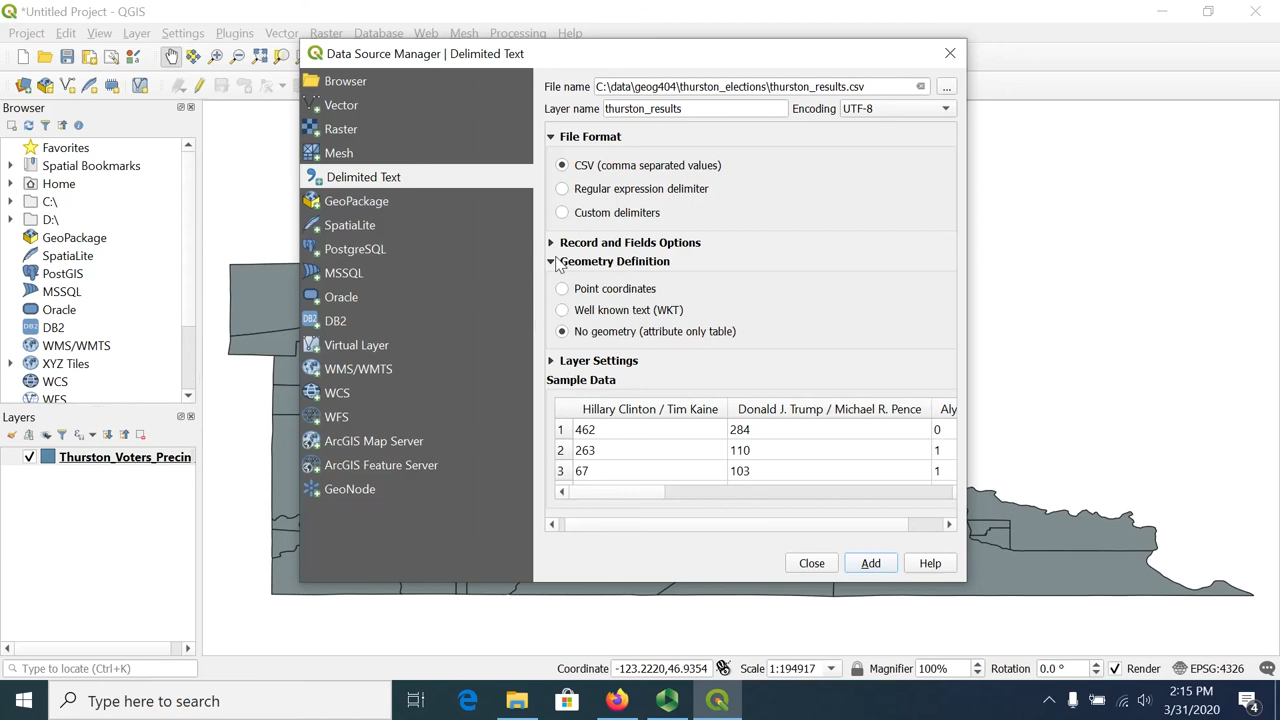 *Untitled Project - QGIS
Project Edit View Layer Settings Plugins Vector Raster Database Web Mesh Processing Help
Data Source Manager | Delimited Text
Browser
Vector
Raster
Mesh
Delimited Text
GeoPackage
SpatiaLite
PostgreSQL
MSSQL
Oracle
DB2
Virtual Layer
WMS/WMTS
WCS
WFS
ArcGIS Map Server
ArcGIS Feature Server
GeoNode
File name C:\data\geog404\thurston_elections\thurston_results.csv ...
Layer name thurston_results Encoding UTF-8
File Format
CSV (comma separated values)
Regular expression delimiter
Custom delimiters
Record and Fields Options
Geometry Definition
Point coordinates
Well known text (WKT)
No geometry (attribute only table)
Layer Settings
Sample Data
Hillary Clinton / Tim Kaine Donald J. Trump / Michael R. Pence Aly
1 462 284 0
2 263 110 1
3 67 103 1
Close Add Help
Browser
Favorites
Spatial Bookmarks
Home
C:\
D:\
GeoPackage
SpatiaLite
PostGIS
MSSQL
Oracle
DB2
WMS/WMTS
XYZ Tiles
WCS
WFS
Layers
Thurston_Voters_Precin
Type to locate (Ctrl+K) Coordinate -123.2220,46.9354 Scale 1:194917 Magnifier 100% Rotation 0.0 ° Render EPSG:4326
Type here to search
2:15 PM
3/31/2020
4